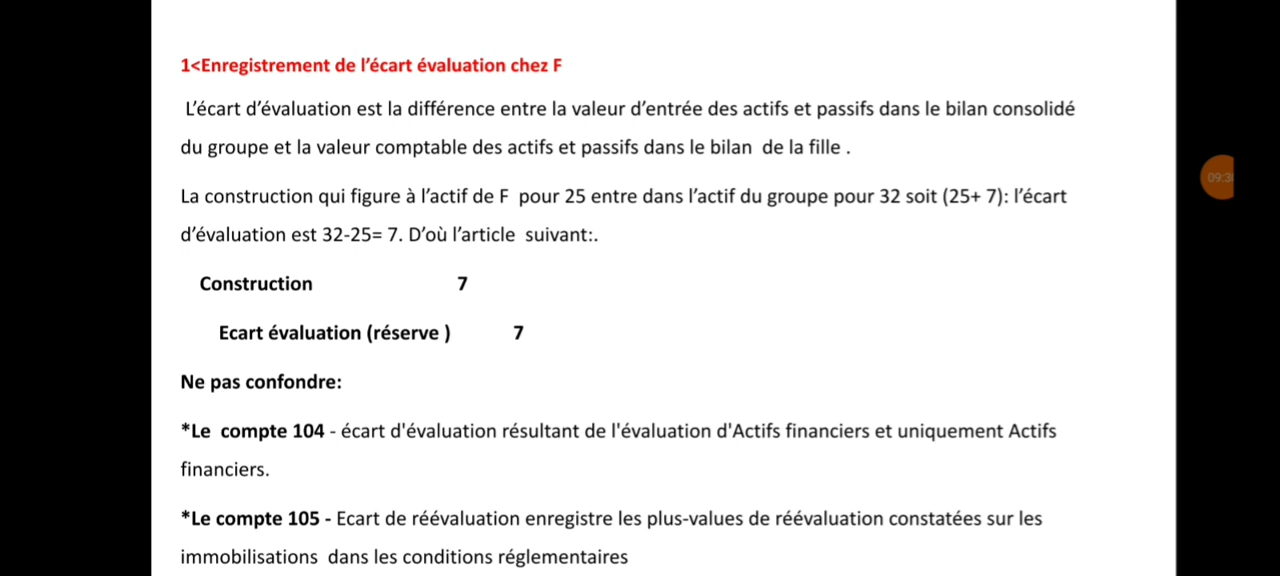 1<Enregistrement de l’écart évaluation chez F
L’écart d’évaluation est la différence entre la valeur d’entrée des actifs et passifs dans le bilan consolidé
du groupe et la valeur comptable des actifs et passifs dans le bilan de la fille .
La construction qui figure à l’actif de F pour 25 entre dans l’actif du groupe pour 32 soit (25+ 7): l’écart
d’évaluation est 32-25= 7. D’où l’article suivant:.
Construction 7
Ecart évaluation (réserve ) 7
Ne pas confondre:
*Le compte 104 - écart d'évaluation résultant de l'évaluation d'Actifs financiers et uniquement Actifs
financiers.
*Le compte 105 - Ecart de réévaluation enregistre les plus-values de réévaluation constatées sur les
immobilisations dans les conditions réglementaires